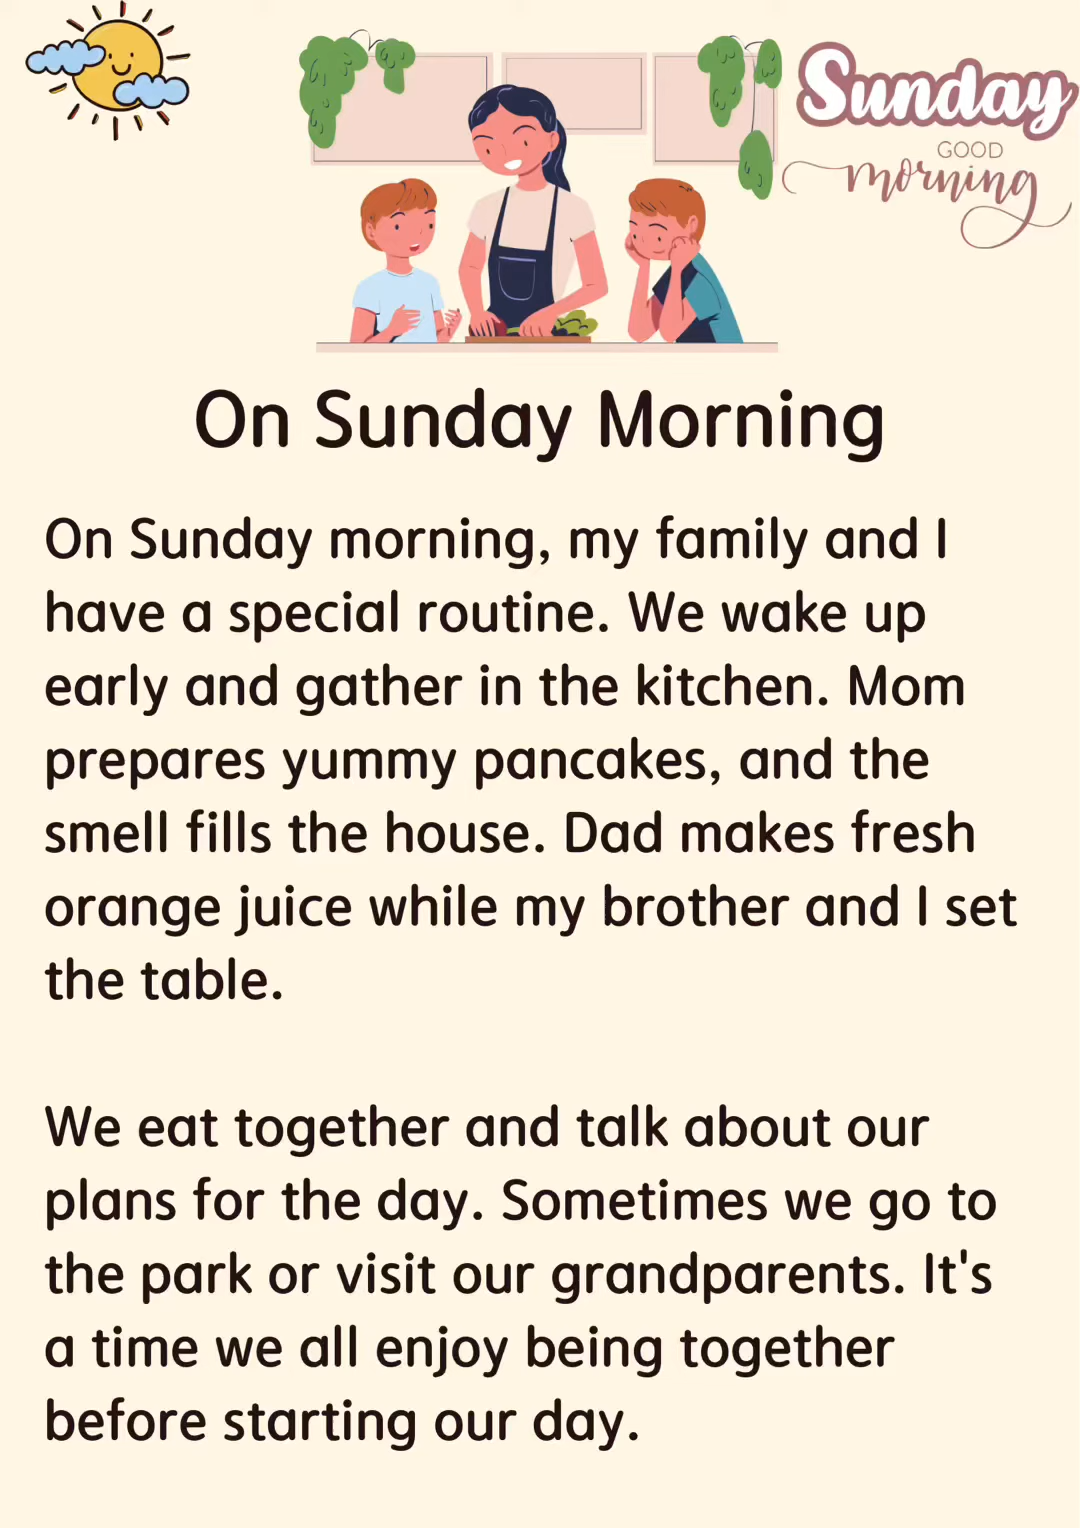 Sunday
GOOD
morning
On Sunday Morning
On Sunday morning, my family and I
have a special routine. We wake up
early and gather in the kitchen. Mom
prepares yummy pancakes, and the
smell fills the house. Dad makes fresh
orange juice while my brother and I set
the table.
We eat together and talk about our
plans for the day. Sometimes we go to
the park or visit our grandparents. It's
a time we all enjoy being together
before starting our day.